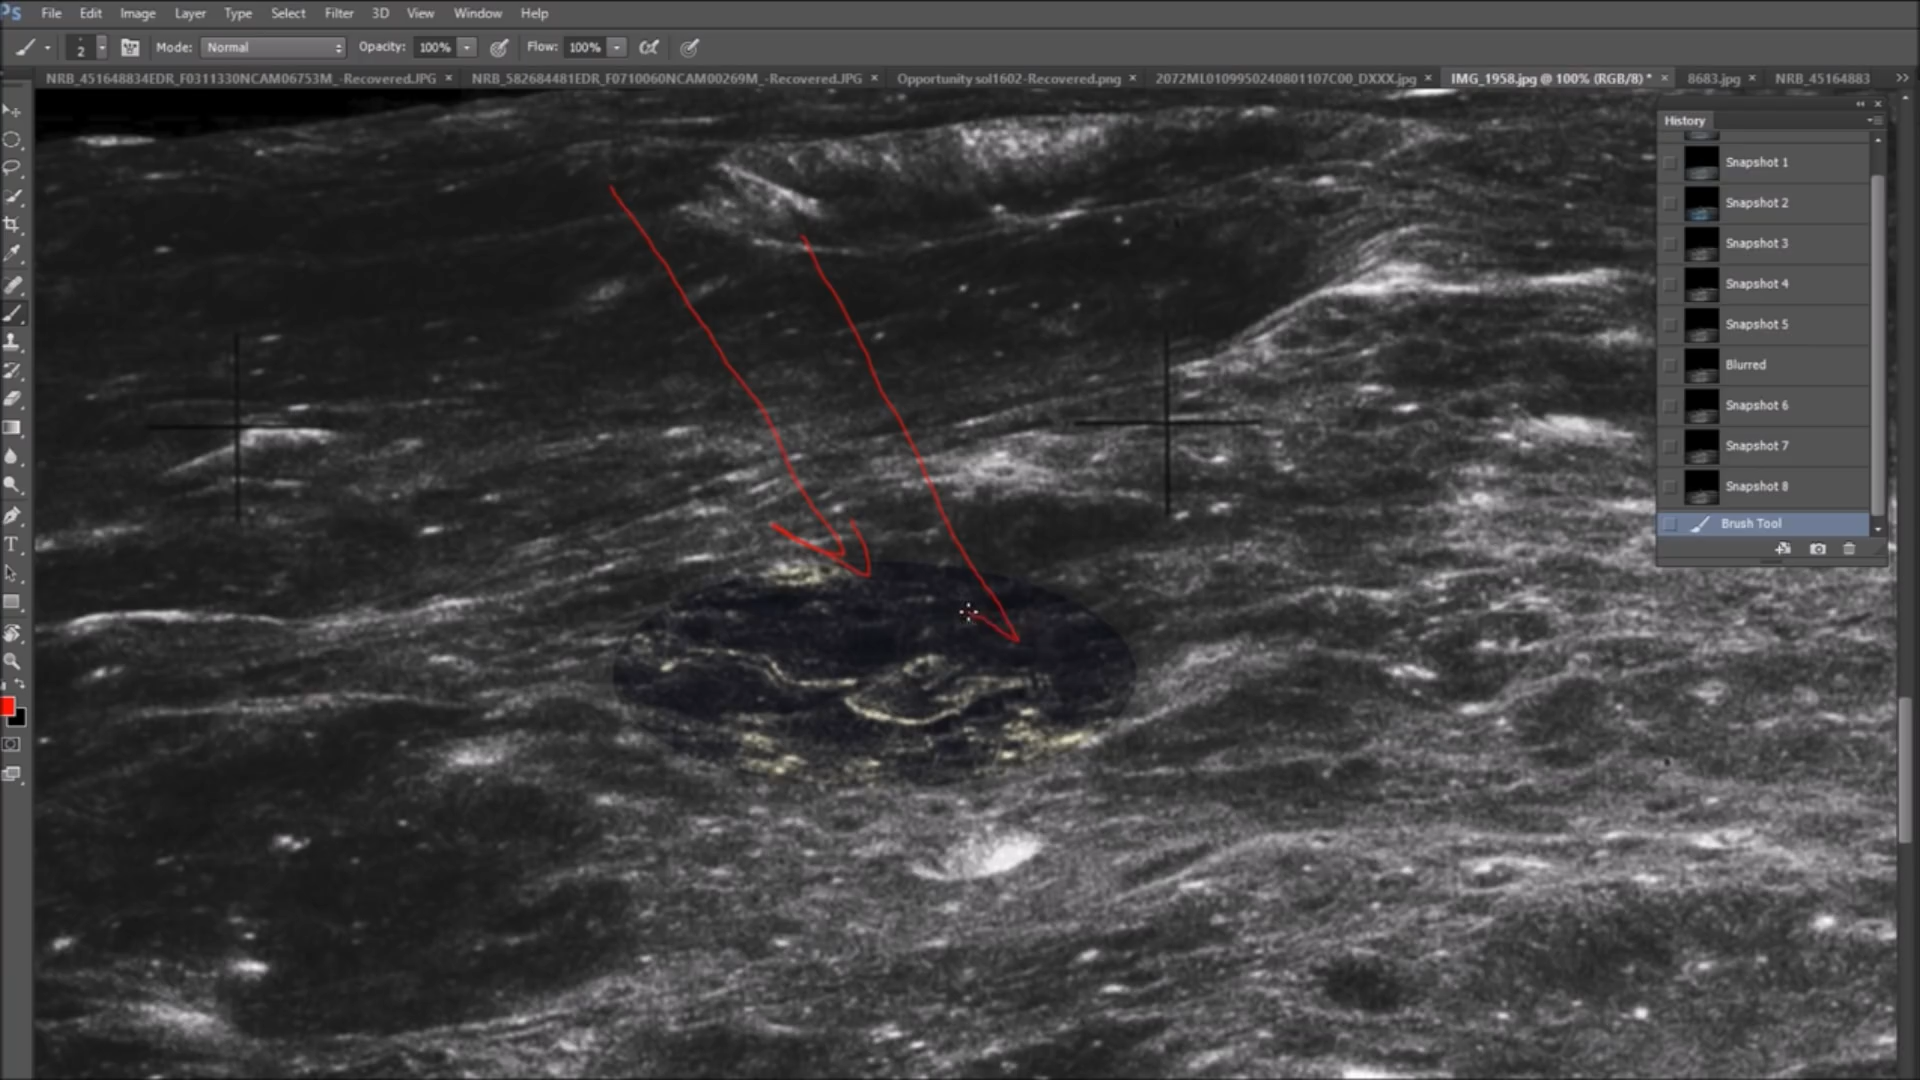 Ps File Edit Image Layer Type Select Filter 3D View Window Help
2 Mode: Normal Opacity: 100% Flow: 100%
NRB_451648834EDR_F0311330NCAM06753M_-Recovered.JPG × NRB_582684481EDR_F0710060NCAM00269M_-Recovered.JPG × Opportunity sol1602-Recovered.png × 2072ML0109950240801107C00_DXXX.jpg × IMG_1958.jpg @ 100% (RGB/8) * × 8683.jpg × NRB_45164883 >>
History
Snapshot 1
Snapshot 2
Snapshot 3
Snapshot 4
Snapshot 5
Blurred
Snapshot 6
Snapshot 7
Snapshot 8
Brush Tool
T